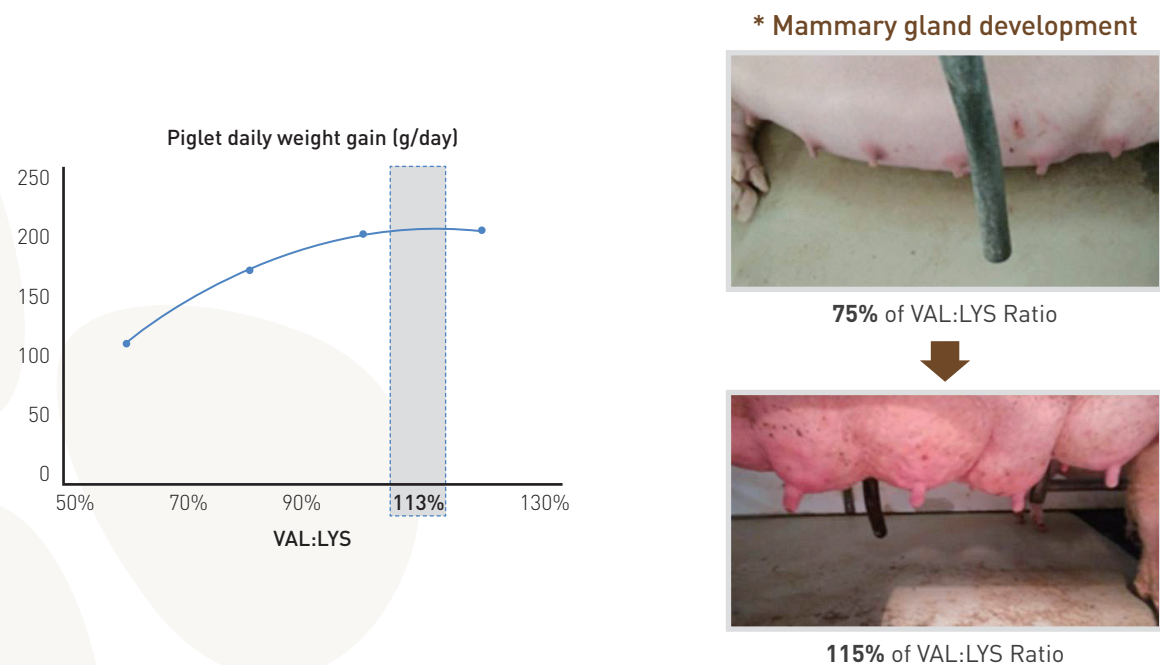 * Mammary gland development
Piglet daily weight gain (g/day)
250
200
150
100
50
0
50% 70% 90% 113% 130%
VAL:LYS
75% of VAL:LYS Ratio
115% of VAL:LYS Ratio